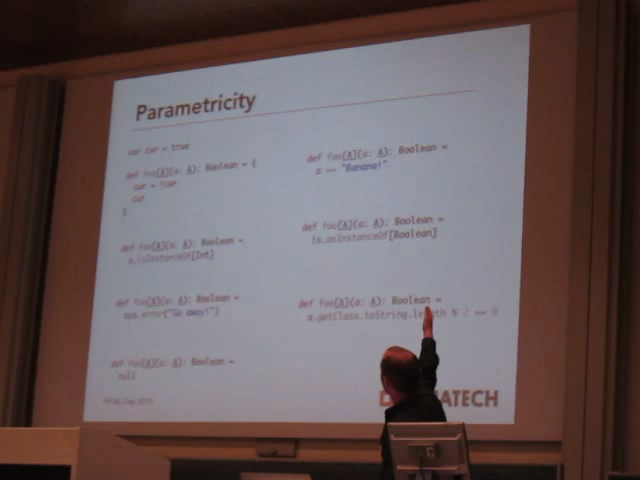 Parametricity
var cur = true
def foo[A](a: A): Boolean = {
cur = !cur
cur
}
def foo[A](a: A): Boolean =
a.isInstanceOf[Int]
def foo[A](a: A): Boolean =
sys.error("Go away!")
def foo[A](a: A): Boolean =
null
def foo[A](a: A): Boolean =
a == "Banana!"
def foo[A](a: A): Boolean =
!a.asInstanceOf[Boolean]
def foo[A](a: A): Boolean =
a.getClass.toString.length % 2 == 0
Day 2015
ATECH